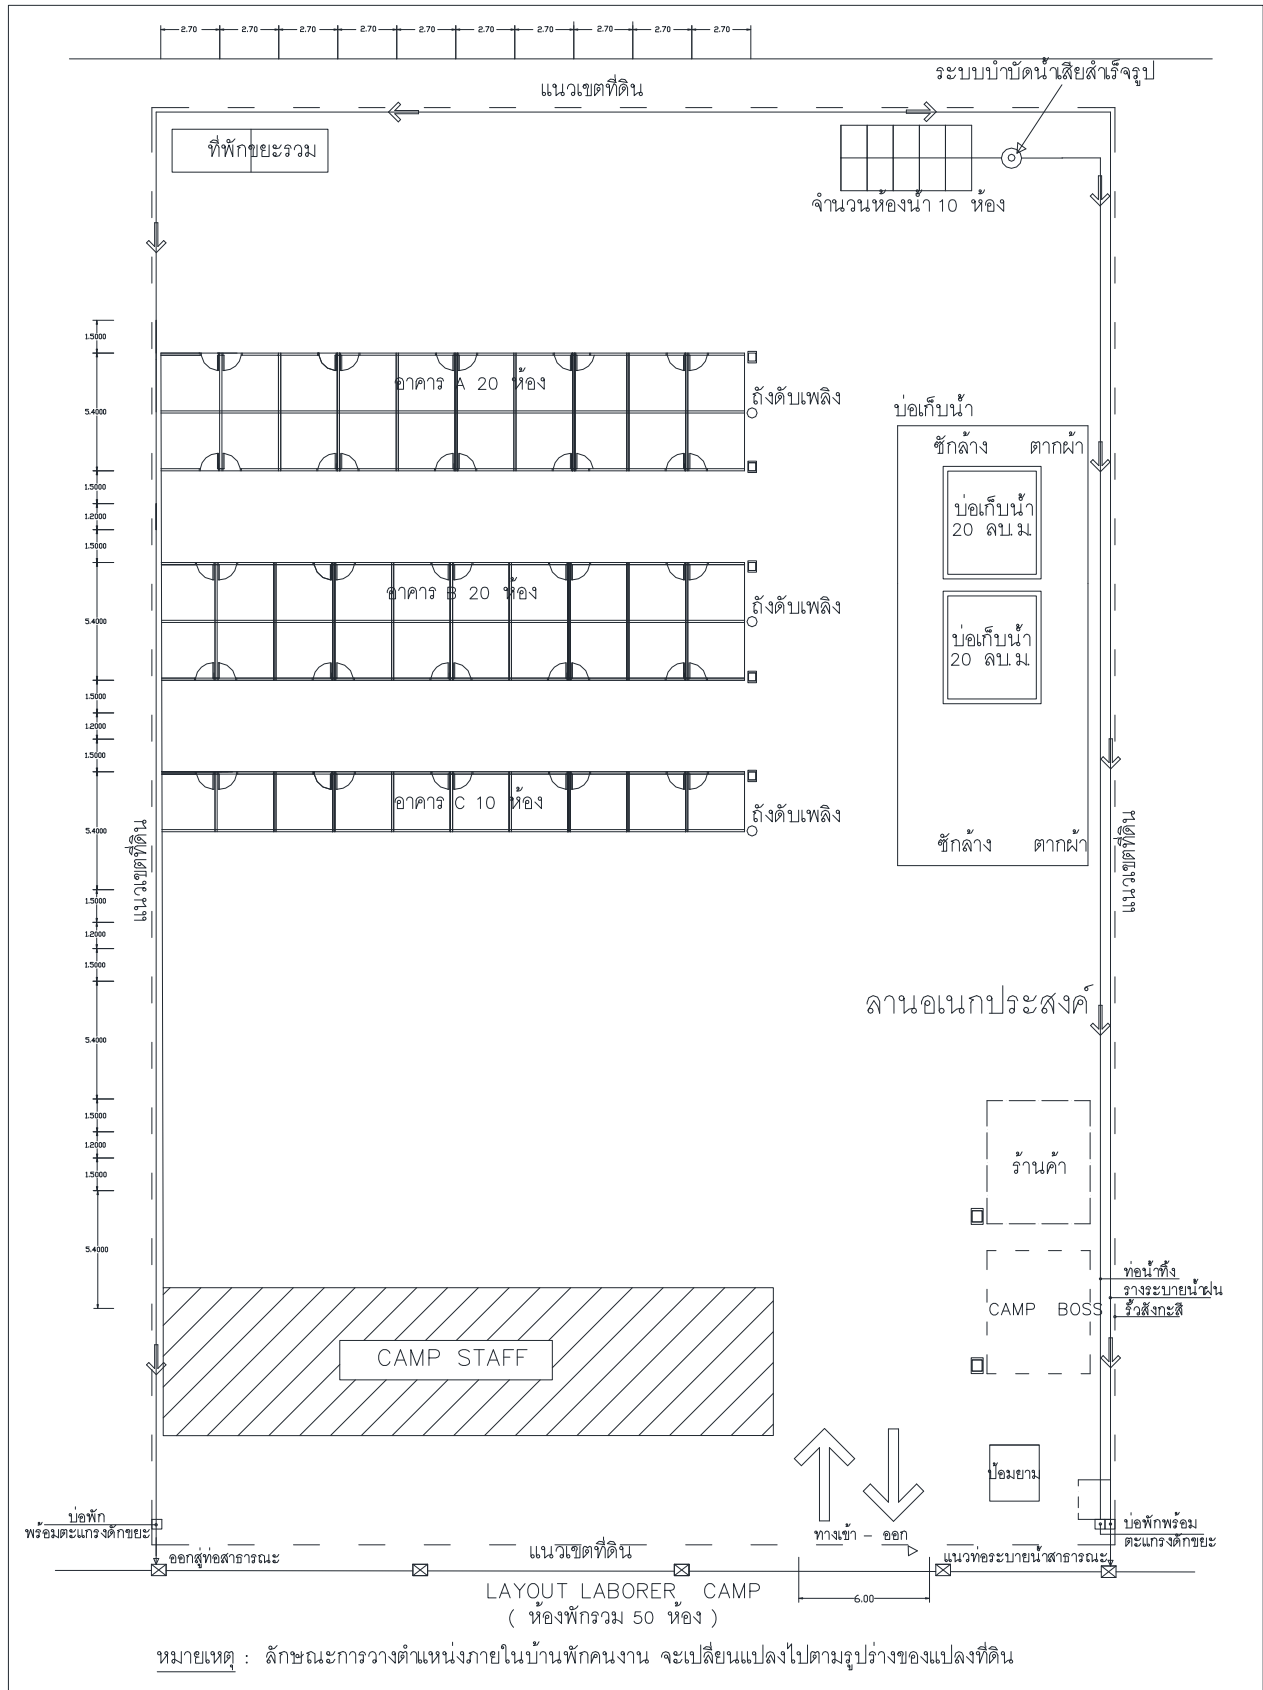 2.70 2.70 2.70 2.70 2.70 2.70 2.70 2.70 2.70 2.70
ระบบบำบัดน้ำเสียสำเร็จรูป
แนวเขตที่ดิน
ที่พักขยะรวม
จำนวนห้องน้ำ 10 ห้อง
1.5000
5.4000
อาคาร A 20 ห้อง
ถังดับเพลิง
บ่อเก็บน้ำ
ซักล้าง ตากผ้า
1.5000
1.2000
1.5000
บ่อเก็บน้ำ
20 ลบ.ม.
5.4000
อาคาร B 20 ห้อง
ถังดับเพลิง
บ่อเก็บน้ำ
20 ลบ.ม.
1.5000
1.2000
1.5000
5.4000
อาคาร C 10 ห้อง
ถังดับเพลิง
ซักล้าง ตากผ้า
แนวเขตที่ดิน
แนวเขตที่ดิน
1.5000
1.2000
1.5000
ลานอเนกประสงค์
5.4000
1.5000
1.2000
1.5000
ร้านค้า
5.4000
ท่อน้ำทิ้ง
รางระบายน้ำฝน
รั้วสังกะสี
CAMP BOSS
CAMP STAFF
ป้อมยาม
บ่อพัก
พร้อมตะแกรงดักขยะ
ทางเข้า - ออก
บ่อพักพร้อม
ตะแกรงดักขยะ
ออกสู่ท่อสาธารณะ
แนวเขตที่ดิน
แนวท่อระบายน้ำสาธารณะ
6.00
LAYOUT LABORER CAMP
( ห้องพักรวม 50 ห้อง )
หมายเหตุ : ลักษณะการวางตำแหน่งภายในบ้านพักคนงาน จะเปลี่ยนแปลงไปตามรูปร่างของแปลงที่ดิน